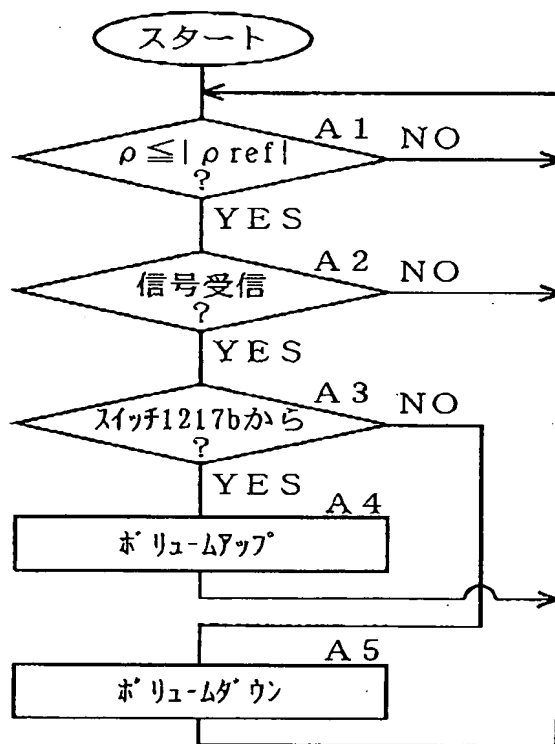 スタート
A1
NO
ρ≦|ρref|
?
YES
A2
NO
信号受信
?
YES
A3
NO
スイッチ1217bから
?
YES
A4
ボリュームアップ
A5
ボリュームダウン